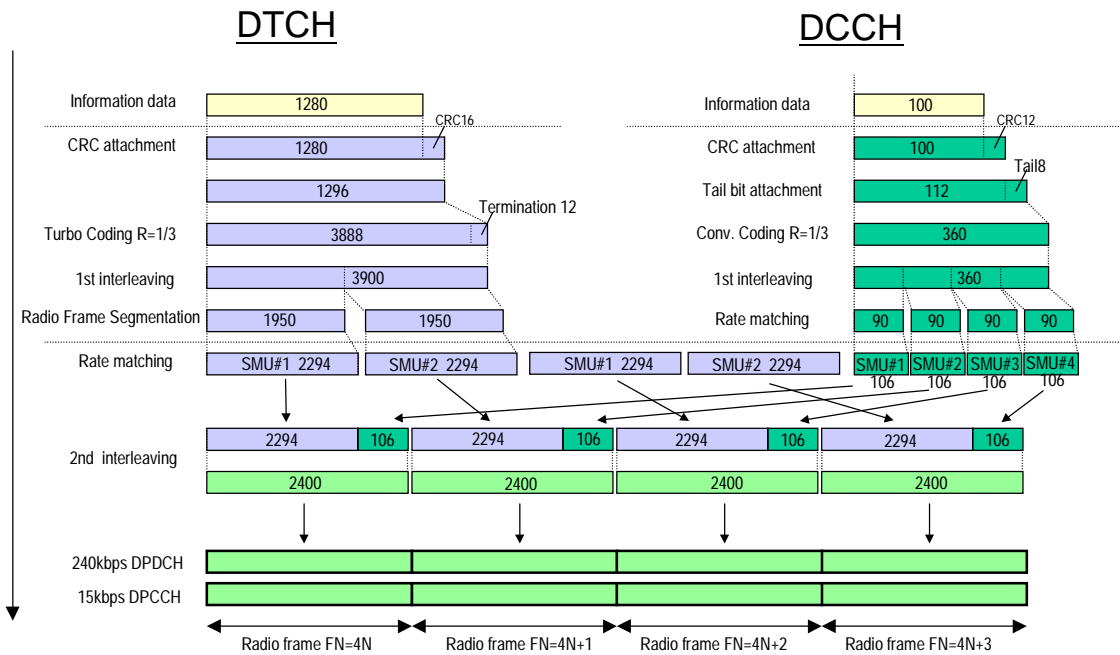 DTCH DCCH
Information data 1280 Information data 100
CRC16 CRC12
CRC attachment 1280 CRC attachment 100
Tail8
1296 Tail bit attachment 112
Termination 12
Turbo Coding R=1/3 3888 Conv. Coding R=1/3 360
1st interleaving 3900 1st interleaving 360
Radio Frame Segmentation 1950 1950 Rate matching 90 90 90 90
Rate matching SMU#1 2294 SMU#2 2294 SMU#1 2294 SMU#2 2294 SMU#1 SMU#2 SMU#3 SMU#4
106 106 106 106
2294 106 2294 106 2294 106 2294 106
2nd interleaving
2400 2400 2400 2400
240kbps DPDCH
15kbps DPCCH
Radio frame FN=4N Radio frame FN=4N+1 Radio frame FN=4N+2 Radio frame FN=4N+3